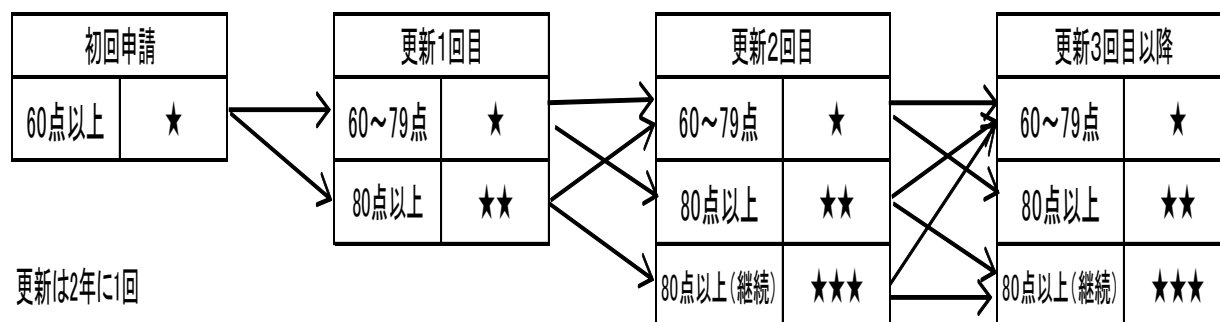 初回申請
60点以上 ★
更新1回目
60～79点 ★
80点以上 ★★
更新2回目
60～79点 ★
80点以上 ★★
80点以上(継続) ★★★
更新3回目以降
60～79点 ★
80点以上 ★★
80点以上(継続) ★★★
更新は2年に1回